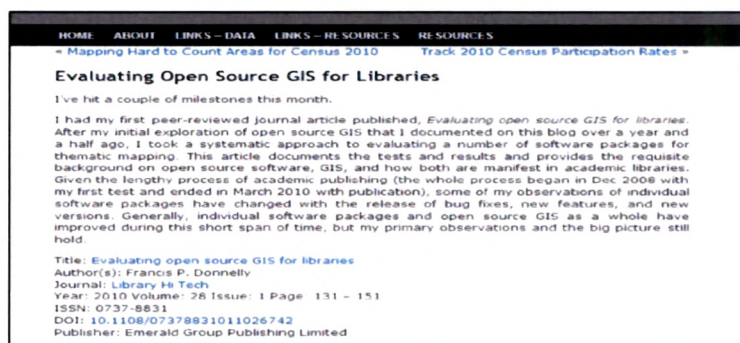 HOME ABOUT LINKS – DATA LINKS – RESOURCES RESOURCES
« Mapping Hard to Count Areas for Census 2010 Track 2010 Census Participation Rates »
Evaluating Open Source GIS for Libraries
I've hit a couple of milestones this month.
I had my first peer-reviewed journal article published, Evaluating open source GIS for libraries.
After my initial exploration of open source GIS that I documented on this blog over a year and
a half ago, I took a systematic approach to evaluating a number of software packages for
thematic mapping. This article documents the tests and results and provides the requisite
background on open source software, GIS, and how both are manifest in academic libraries.
Given the lengthy process of academic publishing (the whole process began in Dec 2008 with
my first test and ended in March 2010 with publication), some of my observations of individual
software packages have changed with the release of bug fixes, new features, and new
versions. Generally, individual software packages and open source GIS as a whole have
improved during this short span of time, but my primary observations and the big picture still
hold.
Title: Evaluating open source GIS for libraries
Author(s): Francis P. Donnelly
Journal: Library Hi Tech
Year: 2010 Volume: 28 Issue: 1 Page 131 – 151
ISSN: 0737-8831
DOI: 10.1108/07378831011026742
Publisher: Emerald Group Publishing Limited